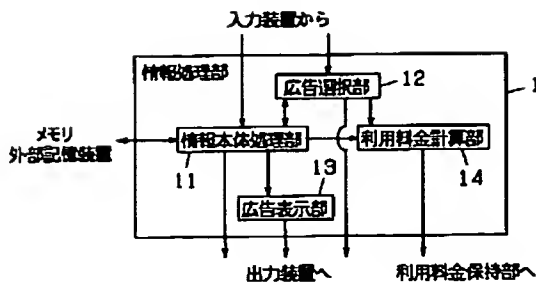 入力装置から
情報処理部
1
広告選択部
12
メモリ
外部記憶装置
情報本体処理部
11
利用料金計算部
14
13
広告表示部
出力装置へ
利用料金保持部へ